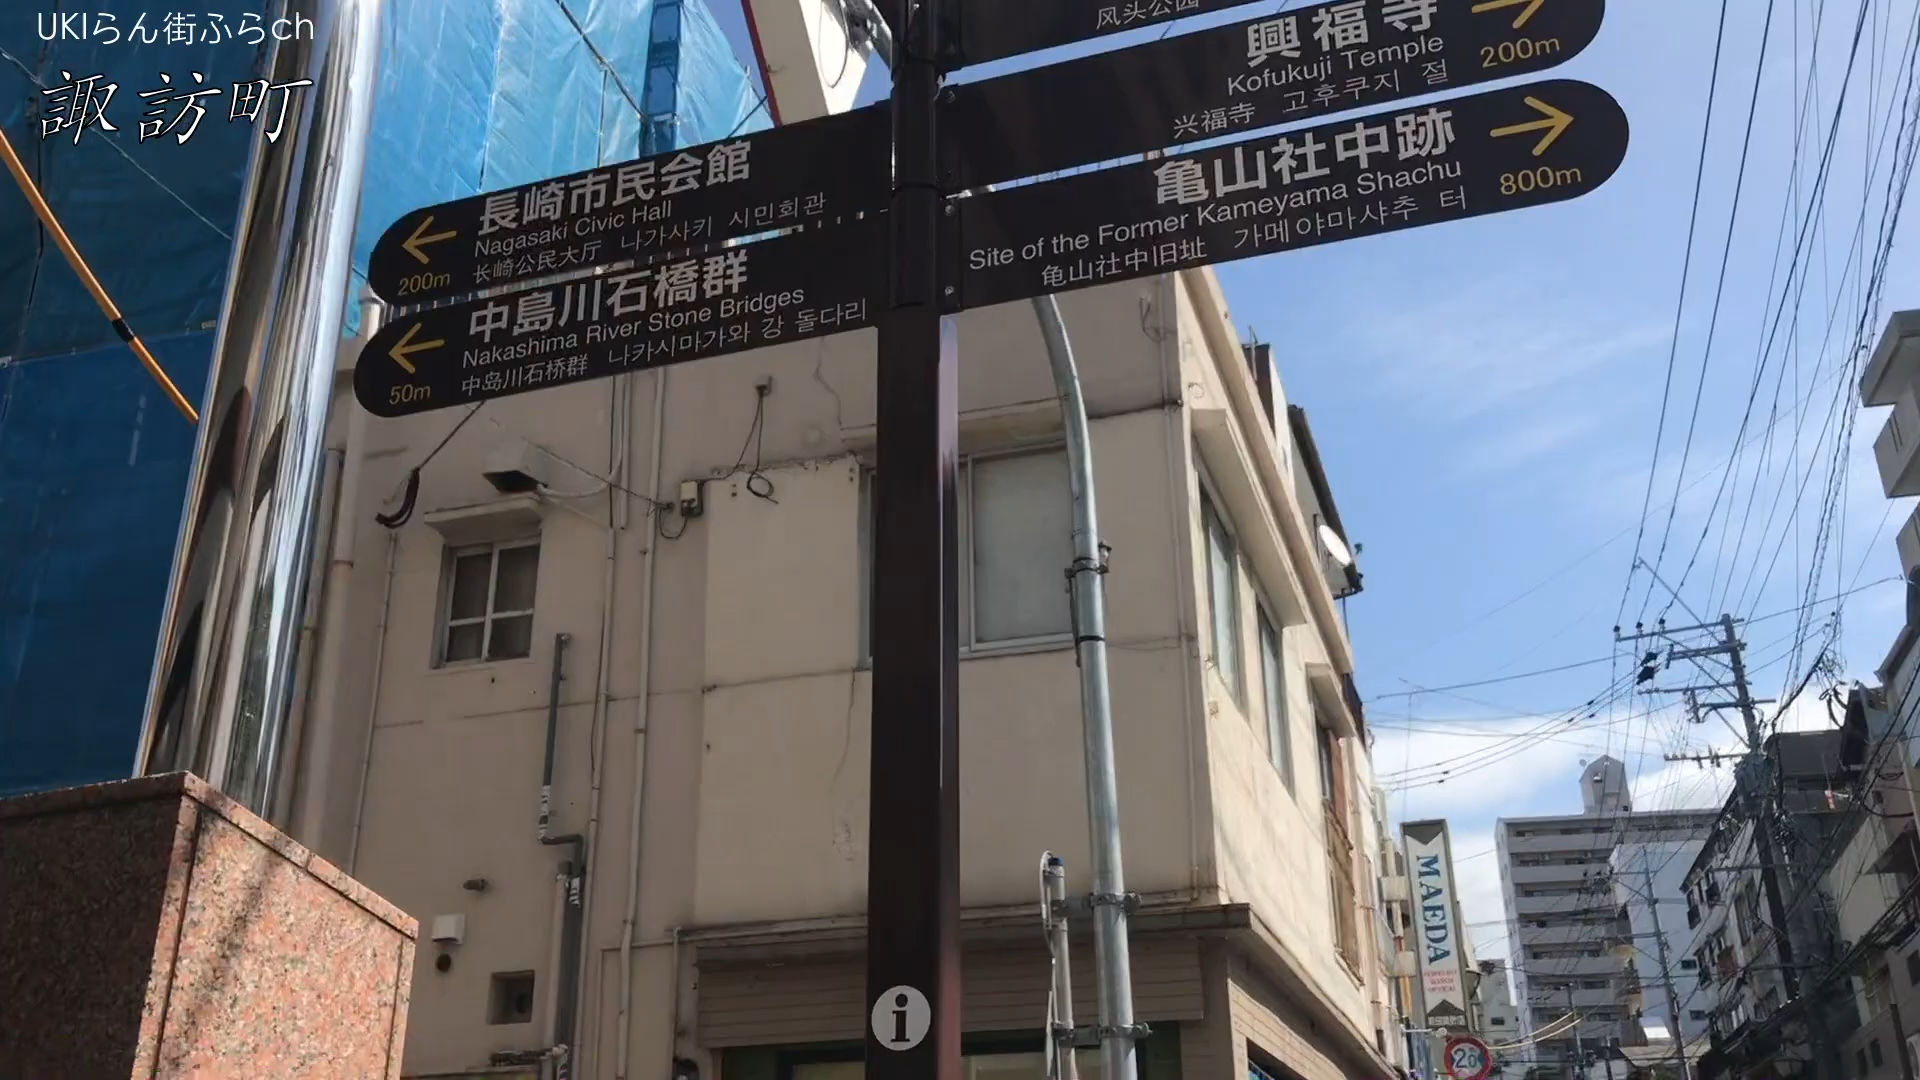 UKIらん街ふらch
諏訪町
风头公园
興福寺
Kofukuji Temple
兴福寺 고후쿠지 절
200m
長崎市民会館
Nagasaki Civic Hall
长崎公民大厅 나가사키 시민회관
200m
亀山社中跡
Site of the Former Kameyama Shachu
亀山社中旧址 가메야마샤추 터
800m
中島川石橋群
Nakashima River Stone Bridges
中岛川石桥群 나카시마가와 강 돌다리
50m
i
MAEDA
20